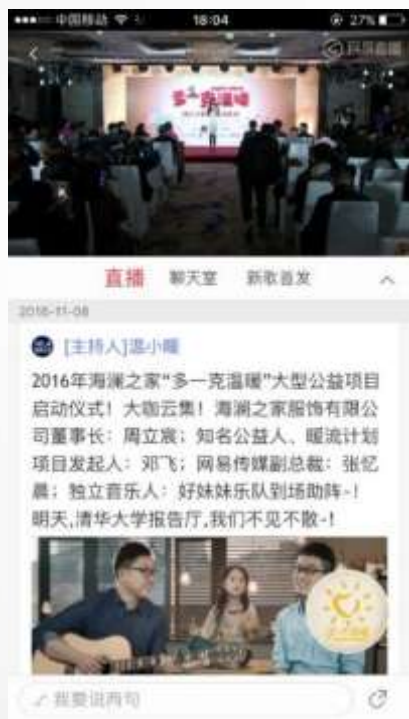 中国移动 18:04 27%
多一克温暖
直播 聊天室 新歌首发
2016-11-08
[主持人]温小暖
2016年海澜之家“多一克温暖”大型公益项目
启动仪式！大咖云集！海澜之家服饰有限公
司董事长：周立宸；知名公益人、暖流计划
项目发起人：邓飞；网易传媒副总裁：张忆
晨；独立音乐人：好妹妹乐队到场助阵~！
明天,清华大学报告厅,我们不见不散~！
我要说两句